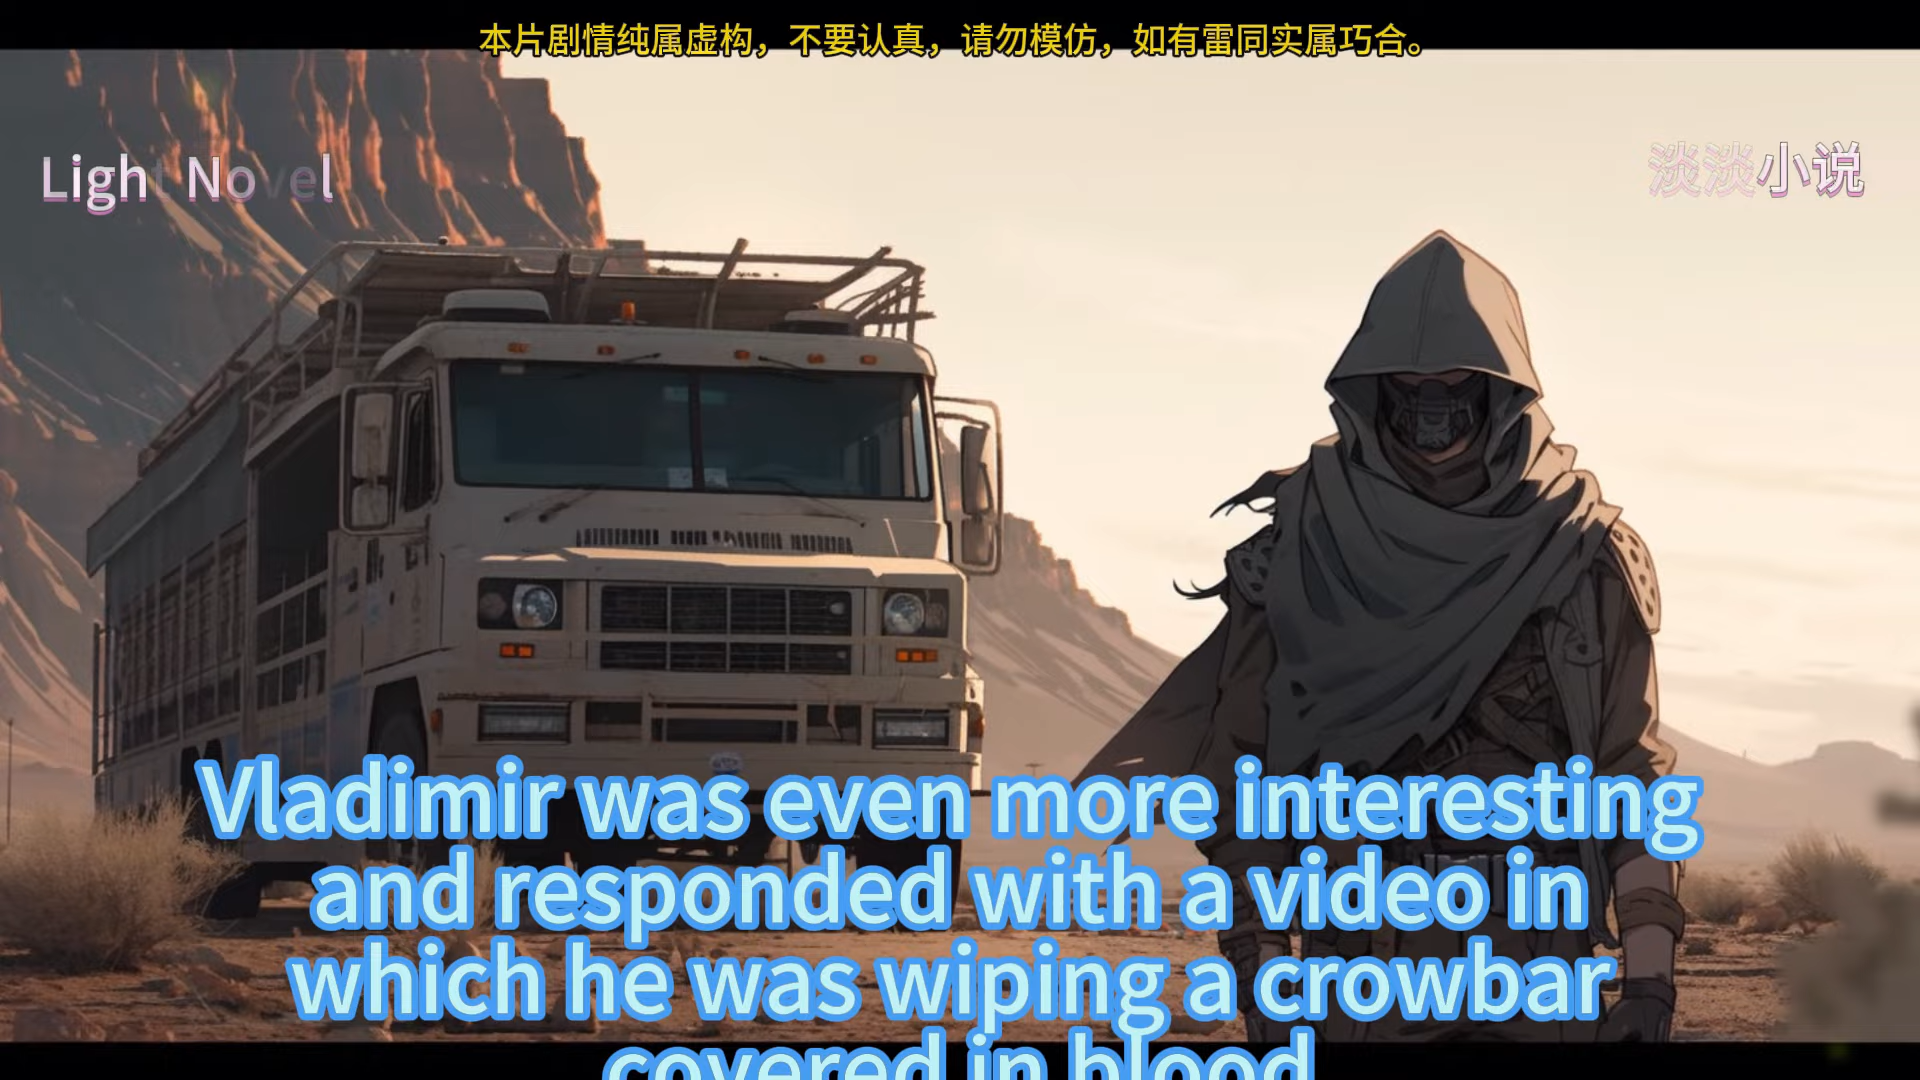 本片剧情纯属虚构，不要认真，请勿模仿，如有雷同实属巧合。
Light Novel
淡淡小说
Vladimir was even more interesting
and responded with a video in
which he was wiping a crowbar
covered in blood